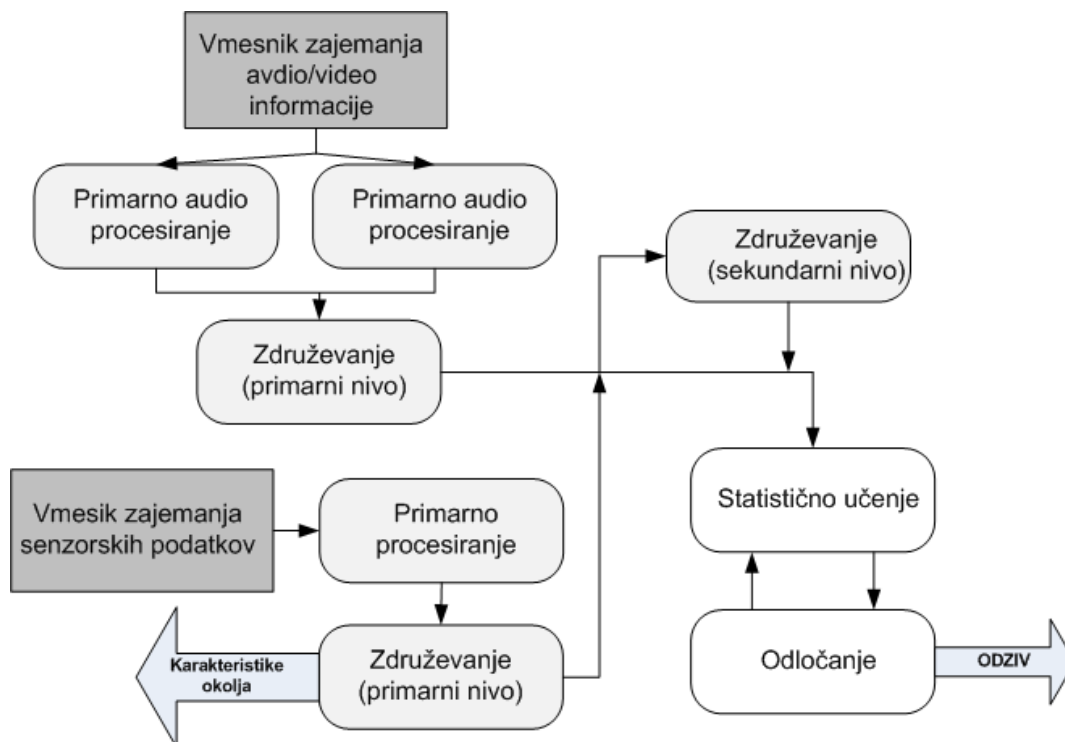 Vmesnik zajemanja
avdio/video
informacije
Primarno audio
procesiranje
Primarno audio
procesiranje
Združevanje
(sekundarni nivo)
Združevanje
(primarni nivo)
Vmesik zajemanja
senzorskih podatkov
Primarno
procesiranje
Statistično učenje
Karakteristike
okolja
Združevanje
(primarni nivo)
Odločanje
ODZIV